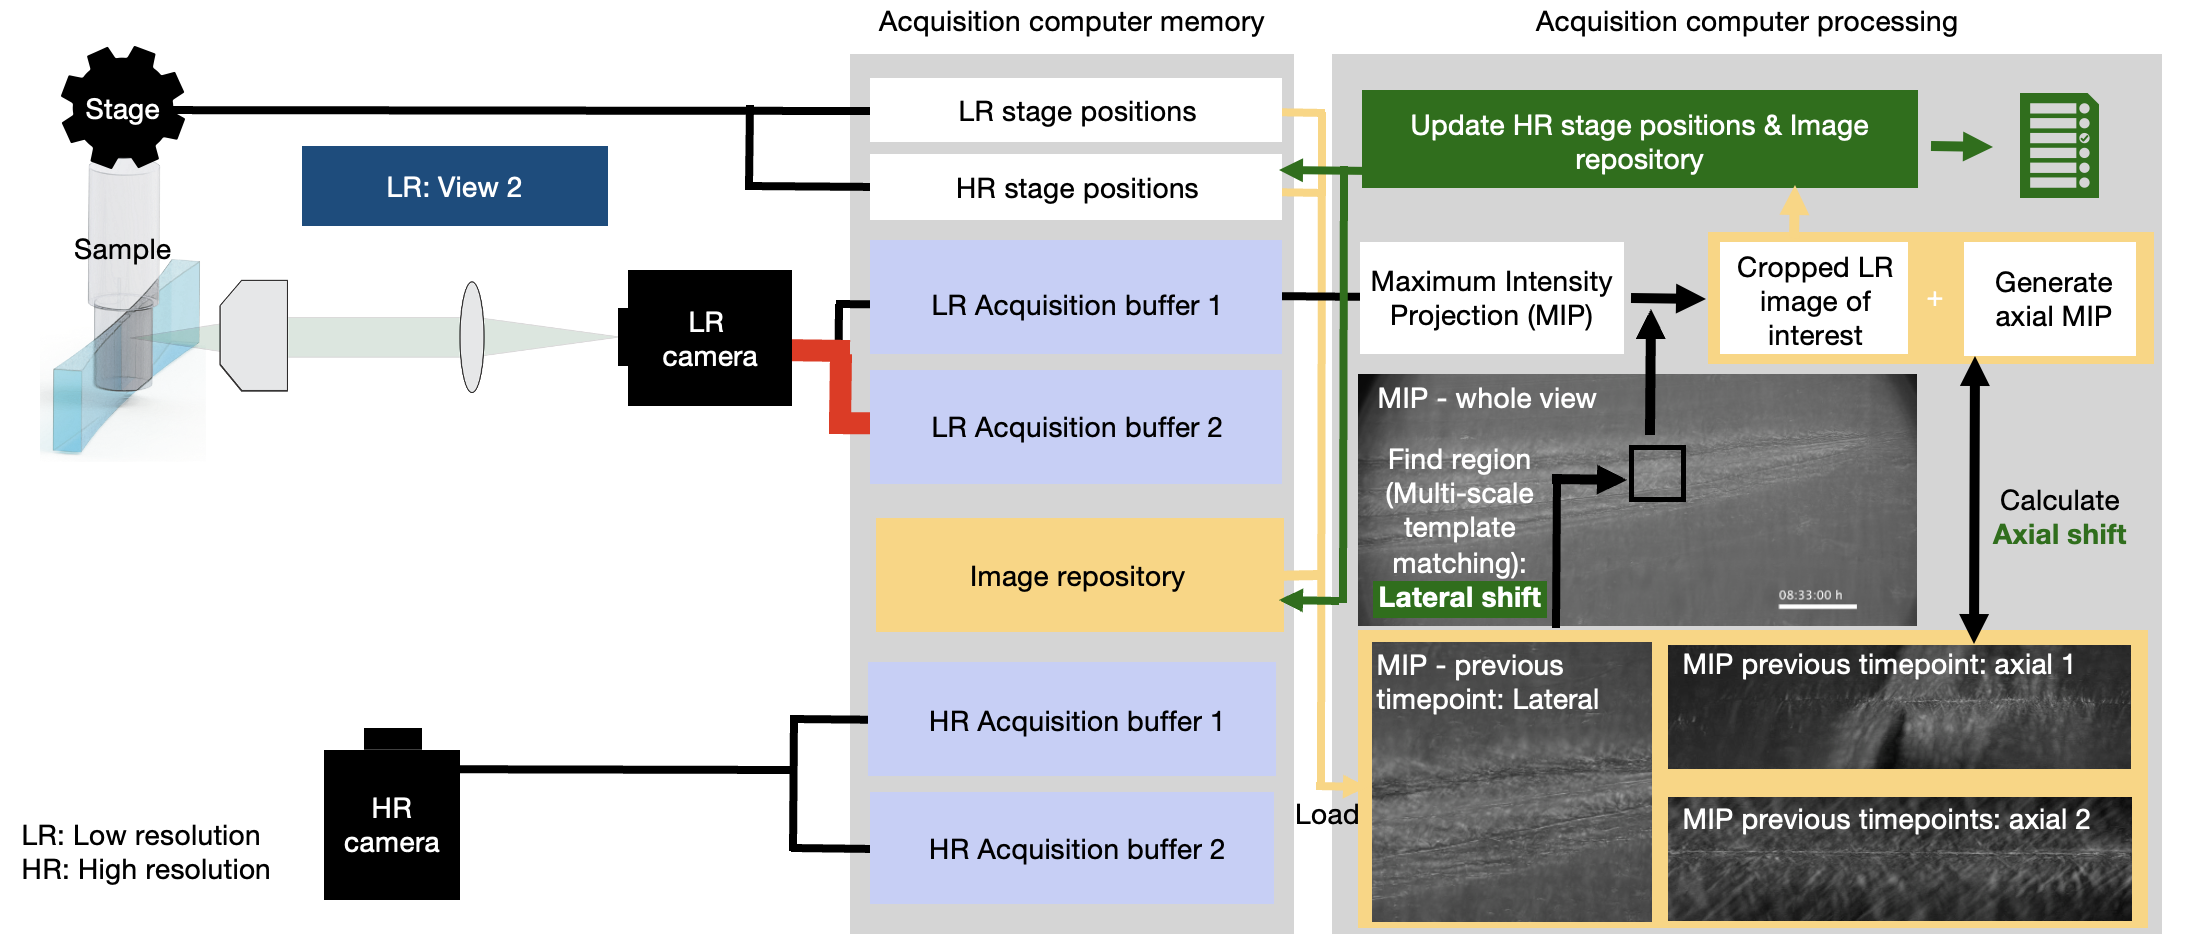 Acquisition computer memory
Acquisition computer processing
Stage
LR: View 2
Sample
LR
camera
LR stage positions
HR stage positions
LR Acquisition buffer 1
LR Acquisition buffer 2
Image repository
HR Acquisition buffer 1
HR Acquisition buffer 2
HR
camera
LR: Low resolution
HR: High resolution
Load
Update HR stage positions & Image
repository
Maximum Intensity
Projection (MIP)
Cropped LR
image of
interest
+
Generate
axial MIP
MIP - whole view
Find region
(Multi-scale
template
matching):
Lateral shift
08:33:00 h
Calculate
Axial shift
MIP - previous
timepoint: Lateral
MIP previous timepoint: axial 1
MIP previous timepoints: axial 2